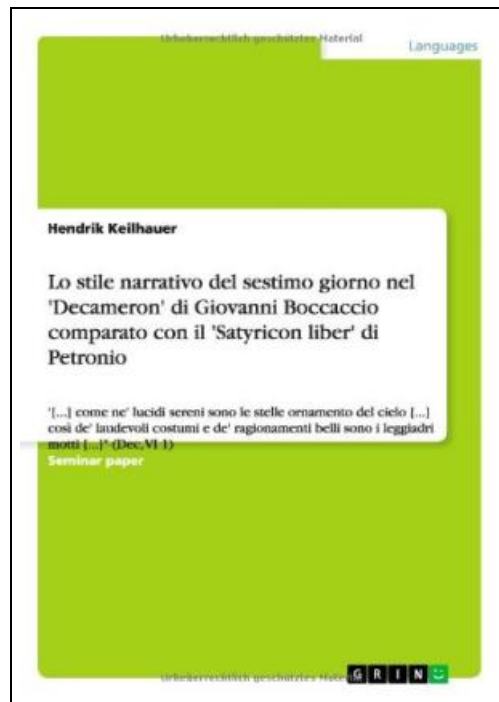 Urheberrechtlich geschütztes Material
Languages
Hendrik Keilhauer
Lo stile narrativo del sestimo giorno nel
'Decameron' di Giovanni Boccaccio
comparato con il 'Satyricon liber' di
Petronio
'[...] come ne' lucidi sereni sono le stelle ornamento del cielo [...]
così de' laudevoli costumi e de' ragionamenti belli sono i leggiadri
motti [...]" (Dec, VI 1)
Seminar paper
Urheberrechtlich geschütztes
GRIN